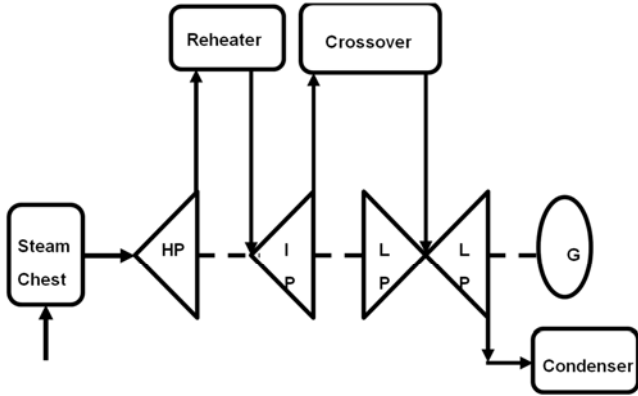 Reheater
Crossover
Steam
Chest
HP
I
P
L
P
L
P
G
Condenser